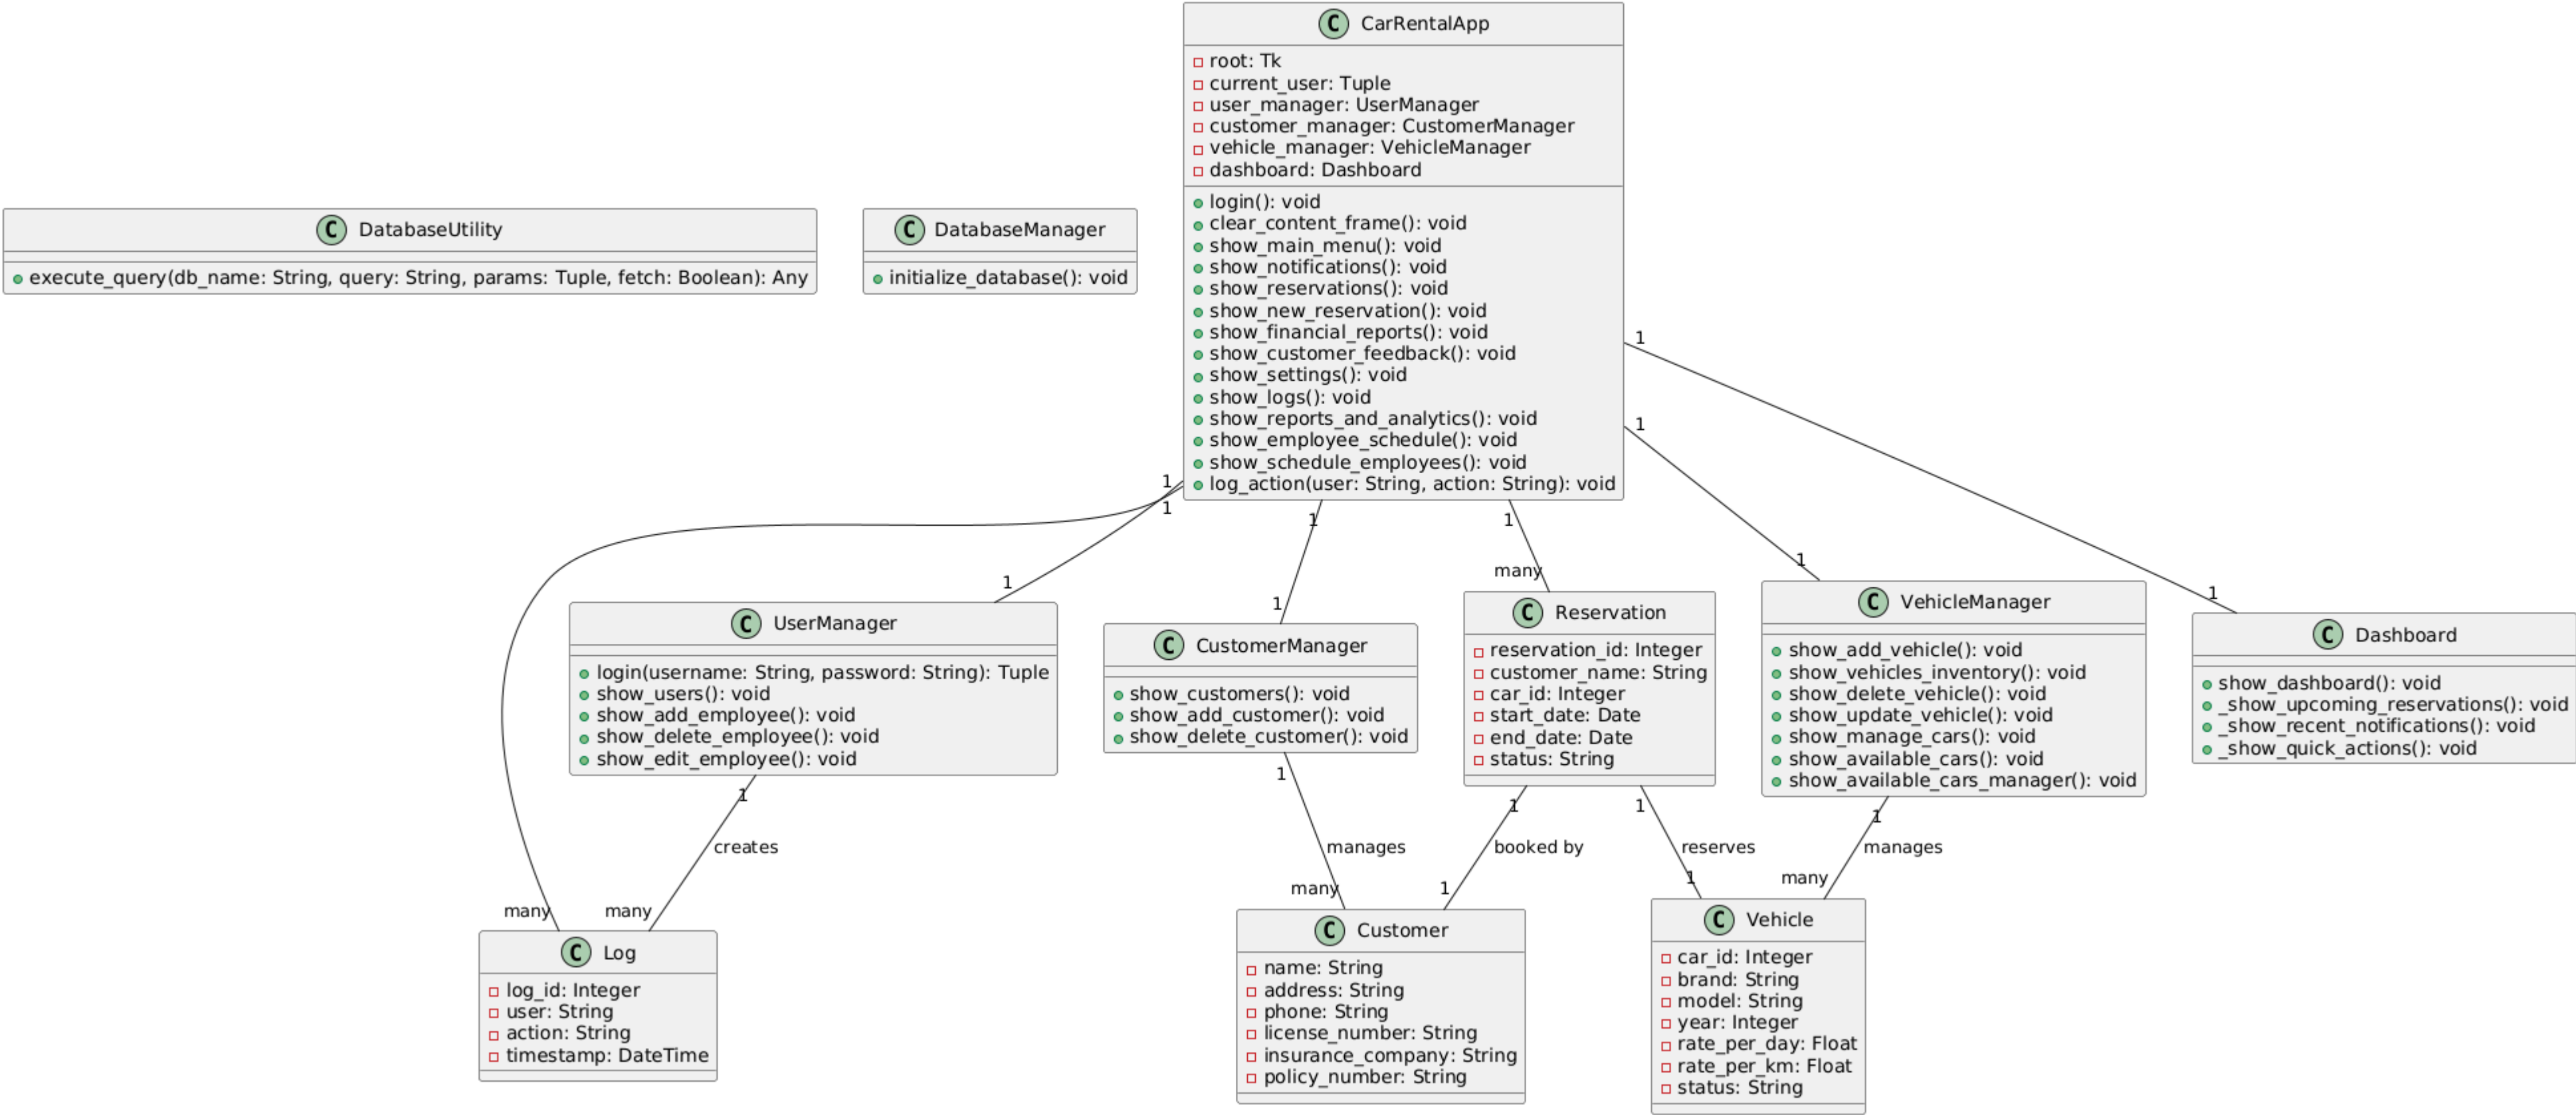 C CarRentalApp
root: Tk
current_user: Tuple
user_manager: UserManager
customer_manager: CustomerManager
vehicle_manager: VehicleManager
dashboard: Dashboard
login(): void
clear_content_frame(): void
show_main_menu(): void
show_notifications(): void
show_reservations(): void
show_new_reservation(): void
show_financial_reports(): void
show_customer_feedback(): void
show_settings(): void
show_logs(): void
show_reports_and_analytics(): void
show_employee_schedule(): void
show_schedule_employees(): void
log_action(user: String, action: String): void
C DatabaseUtility
execute_query(db_name: String, query: String, params: Tuple, fetch: Boolean): Any
C DatabaseManager
initialize_database(): void
1
1
1
1
1
1
1
1
many
1
1
C UserManager
login(username: String, password: String): Tuple
show_users(): void
show_add_employee(): void
show_delete_employee(): void
show_edit_employee(): void
C CustomerManager
show_customers(): void
show_add_customer(): void
show_delete_customer(): void
C Reservation
reservation_id: Integer
customer_name: String
car_id: Integer
start_date: Date
end_date: Date
status: String
C VehicleManager
show_add_vehicle(): void
show_vehicles_inventory(): void
show_delete_vehicle(): void
show_update_vehicle(): void
show_manage_cars(): void
show_available_cars(): void
show_available_cars_manager(): void
C Dashboard
show_dashboard(): void
_show_upcoming_reservations(): void
_show_recent_notifications(): void
_show_quick_actions(): void
1
1
1
1
1
creates
manages
booked by
reserves
manages
many
many
many
1
1
many
C Log
log_id: Integer
user: String
action: String
timestamp: DateTime
C Customer
name: String
address: String
phone: String
license_number: String
insurance_company: String
policy_number: String
C Vehicle
car_id: Integer
brand: String
model: String
year: Integer
rate_per_day: Float
rate_per_km: Float
status: String